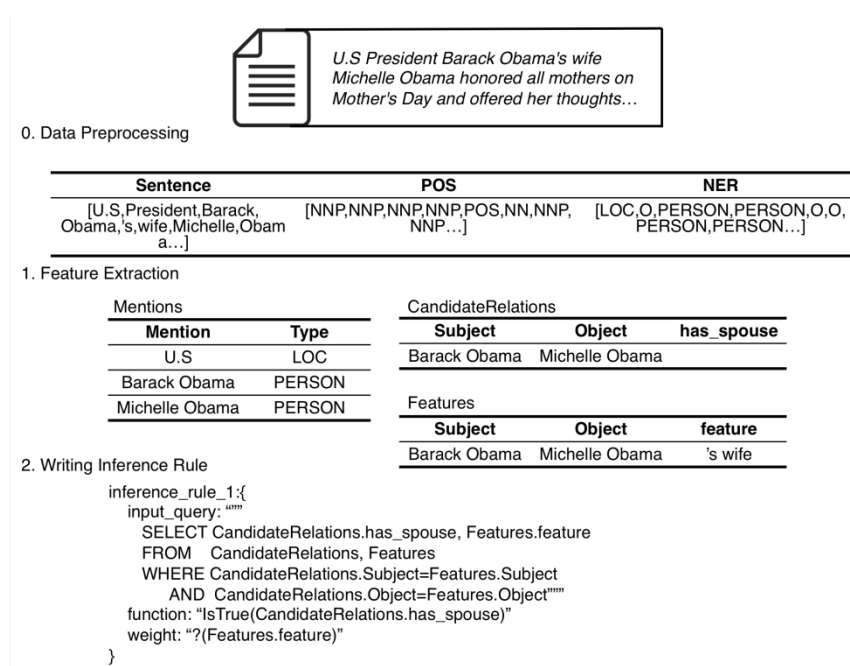 U.S President Barack Obama's wife
Michelle Obama honored all mothers on
Mother's Day and offered her thoughts…
0. Data Preprocessing
Sentence POS NER
[U.S,President,Barack, [NNP,NNP,NNP,NNP,POS,NN,NNP, [LOC,O,PERSON,PERSON,O,O,
Obama,'s,wife,Michelle,Obam NNP…] PERSON,PERSON…]
a…]
1. Feature Extraction
Mentions
Mention Type
U.S LOC
Barack Obama PERSON
Michelle Obama PERSON
CandidateRelations
Subject Object has_spouse
Barack Obama Michelle Obama
Features
Subject Object feature
Barack Obama Michelle Obama 's wife
2. Writing Inference Rule
inference_rule_1:{
input_query: “””
SELECT CandidateRelations.has_spouse, Features.feature
FROM CandidateRelations, Features
WHERE CandidateRelations.Subject=Features.Subject
AND CandidateRelations.Object=Features.Object”””
function: “IsTrue(CandidateRelations.has_spouse)”
weight: “?(Features.feature)”
}